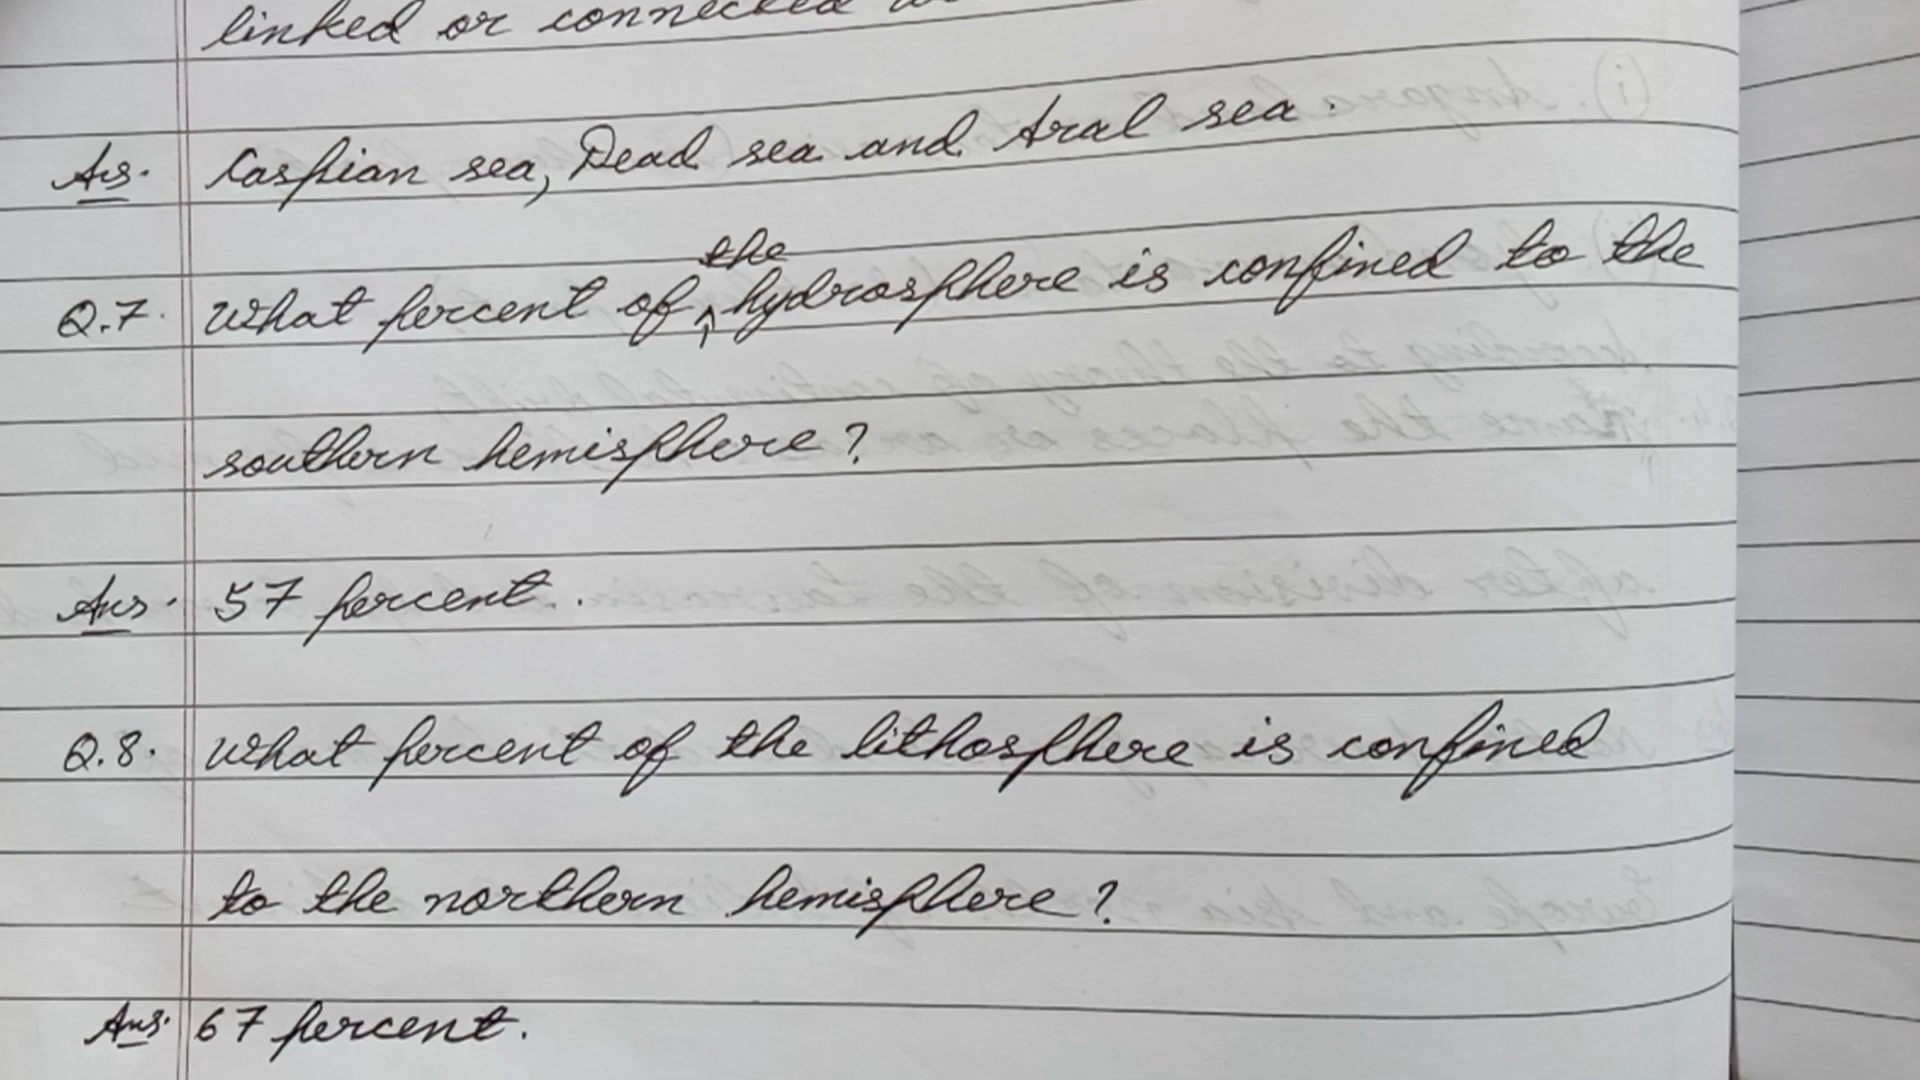 linked or connected
Ans. Caspian sea, Dead sea and Aral sea.
Q.7. What percent of the hydrosphere is confined to the
southern hemisphere?
Ans. 57 percent.
Q.8. What percent of the lithosphere is confined
to the northern hemisphere?
Ans. 67 percent.